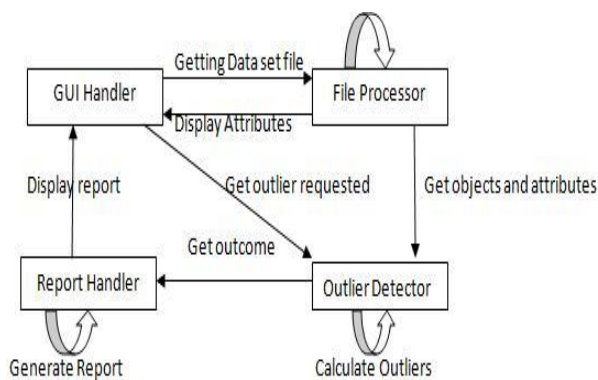 Getting Data set file
GUI Handler
File Processor
Display Attributes
Display report
Get outlier requested
Get objects and attributes
Get outcome
Report Handler
Outlier Detector
Generate Report
Calculate Outliers